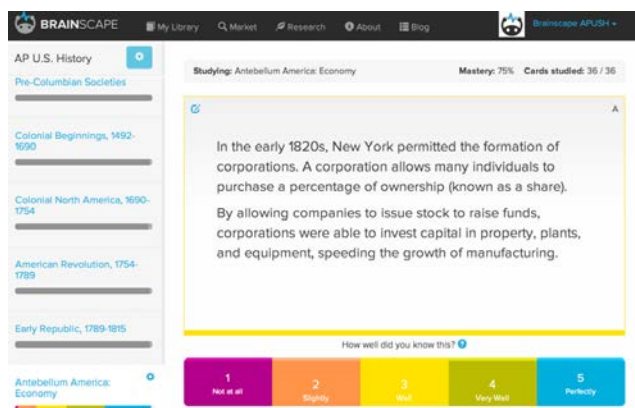 BRAINSCAPE
My Library
Market
Research
About
Blog
Brainscape APUSH
AP U.S. History
Pre-Columbian Societies
Colonial Beginnings, 1492-
1690
Colonial North America, 1690-
1754
American Revolution, 1754-
1789
Early Republic, 1789-1815
Antebellum America:
Economy
Studying: Antebellum America: Economy
Mastery: 75% Cards studied: 36 / 36
A
In the early 1820s, New York permitted the formation of
corporations. A corporation allows many individuals to
purchase a percentage of ownership (known as a share).
By allowing companies to issue stock to raise funds,
corporations were able to invest capital in property, plants,
and equipment, speeding the growth of manufacturing.
How well did you know this? ?
1
Not at all
2
Slightly
3
Well
4
Very Well
5
Perfectly